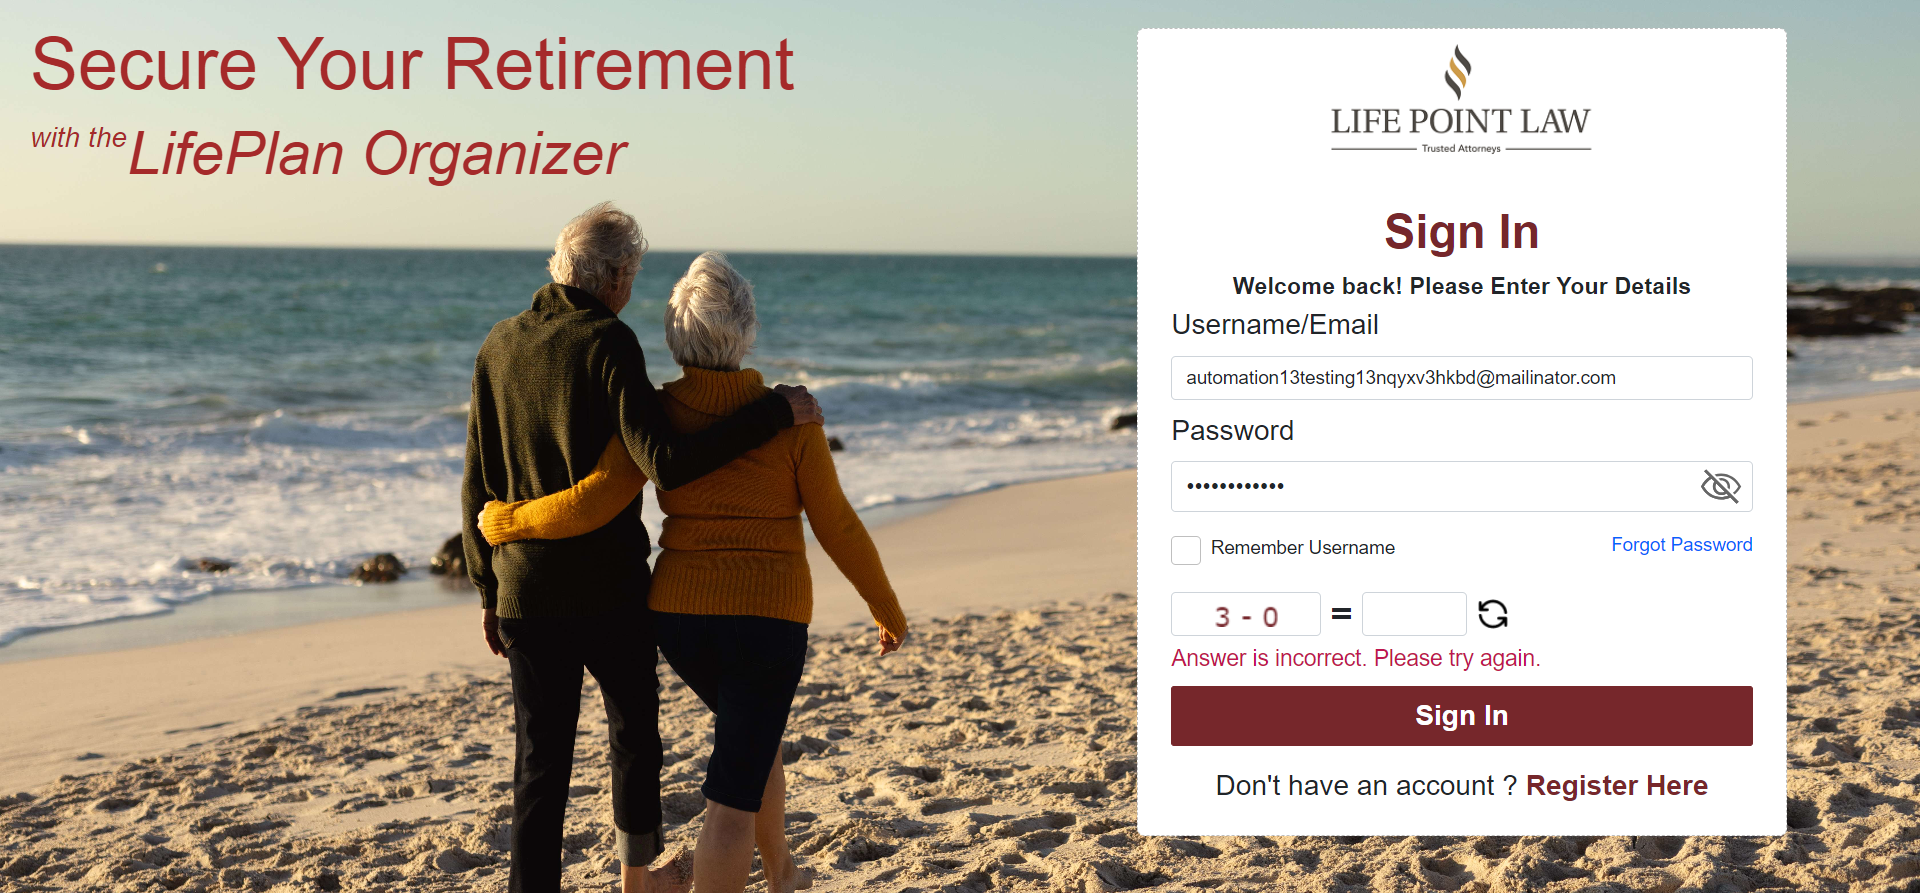 Secure Your Retirement
with the LifePlan Organizer
LIFE POINT LAW
Trusted Attorneys
Sign In
Welcome back! Please Enter Your Details
Username/Email
automation13testing13nqyxv3hkbd@mailinator.com
Password
••••••••••••
Remember Username
Forgot Password
3 - 0 =
Answer is incorrect. Please try again.
Sign In
Don't have an account ? Register Here